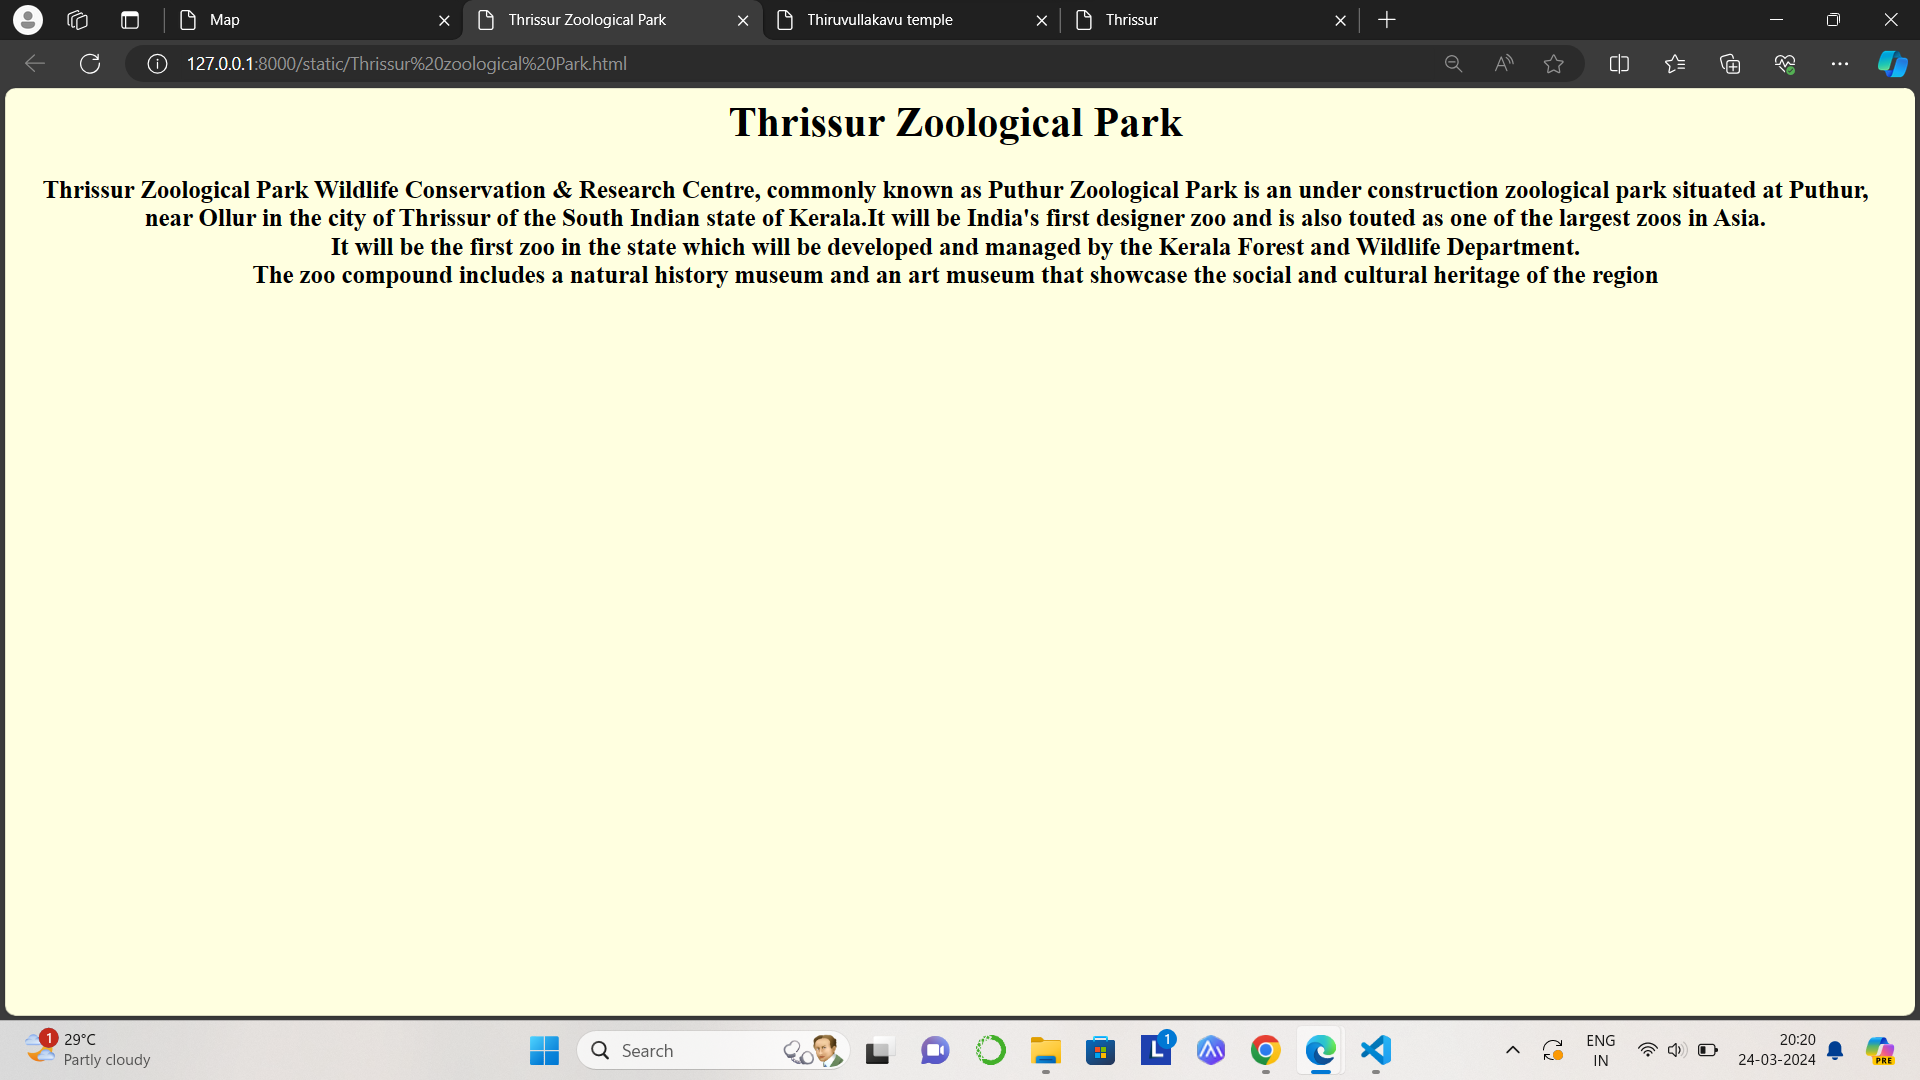 Map
Thrissur Zoological Park
Thiruvullakavu temple
Thrissur
127.0.0.1:8000/static/Thrissur%20zoological%20Park.html
Thrissur Zoological Park
Thrissur Zoological Park Wildlife Conservation & Research Centre, commonly known as Puthur Zoological Park is an under construction zoological park situated at Puthur,
near Ollur in the city of Thrissur of the South Indian state of Kerala.It will be India's first designer zoo and is also touted as one of the largest zoos in Asia.
It will be the first zoo in the state which will be developed and managed by the Kerala Forest and Wildlife Department.
The zoo compound includes a natural history museum and an art museum that showcase the social and cultural heritage of the region
1
29°C
Partly cloudy
Search
L
1
ENG
IN
20:20
24-03-2024
PRE